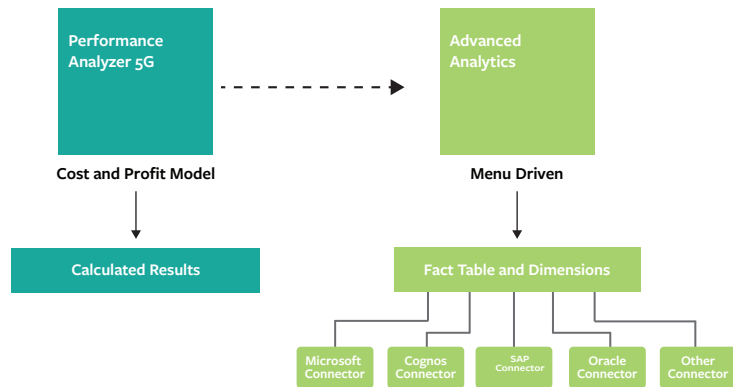 Performance
Analyzer 5G
Advanced
Analytics
Cost and Profit Model
Menu Driven
Calculated Results
Fact Table and Dimensions
Microsoft
Connector
Cognos
Connector
SAP
Connector
Oracle
Connector
Other
Connector